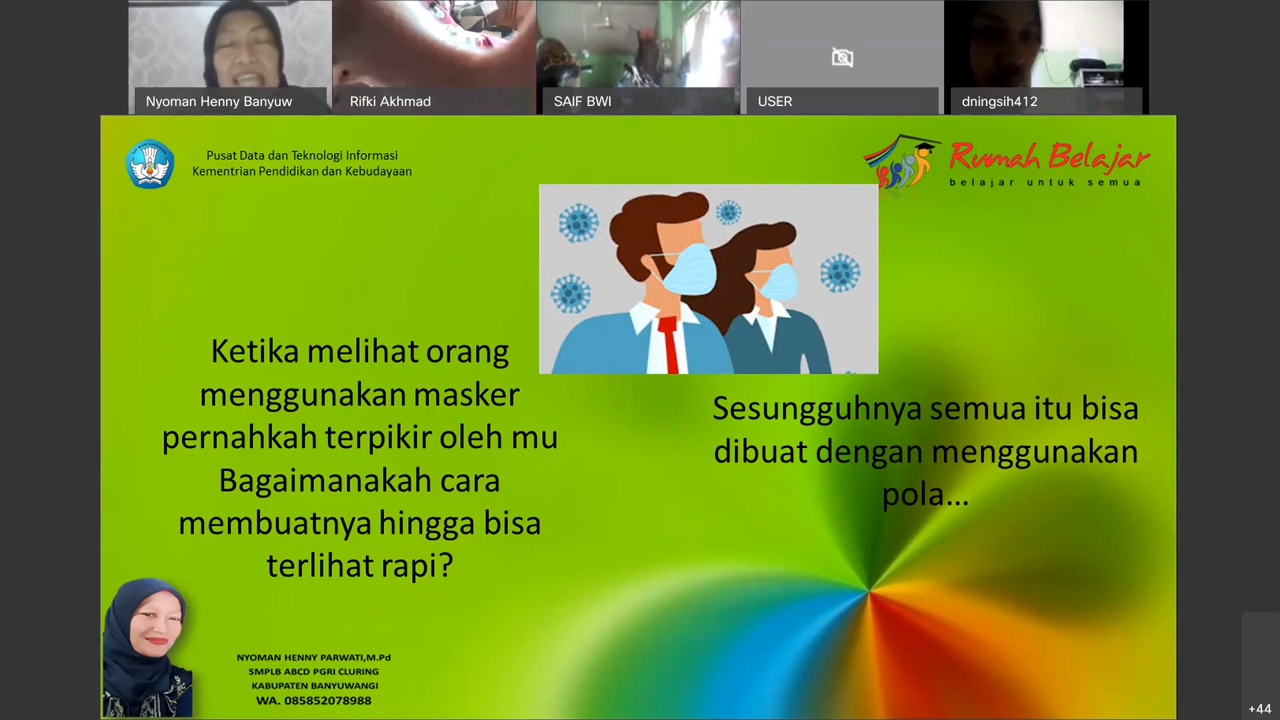 Nyoman Henny Banyuw
Rifki Akhmad
SAIF BWI
USER
dningsih412
Pusat Data dan Teknologi Informasi
Kementrian Pendidikan dan Kebudayaan
Rumah Belajar
belajar untuk semua
Ketika melihat orang
menggunakan masker
pernahkah terpikir oleh mu
Bagaimanakah cara
membuatnya hingga bisa
terlihat rapi?
Sesungguhnya semua itu bisa
dibuat dengan menggunakan
pola...
NYOMAN HENNY PARWATI,M.Pd
SMPLB ABCD PGRI CLURING
KABUPATEN BANYUWANGI
WA. 085852078988
+44